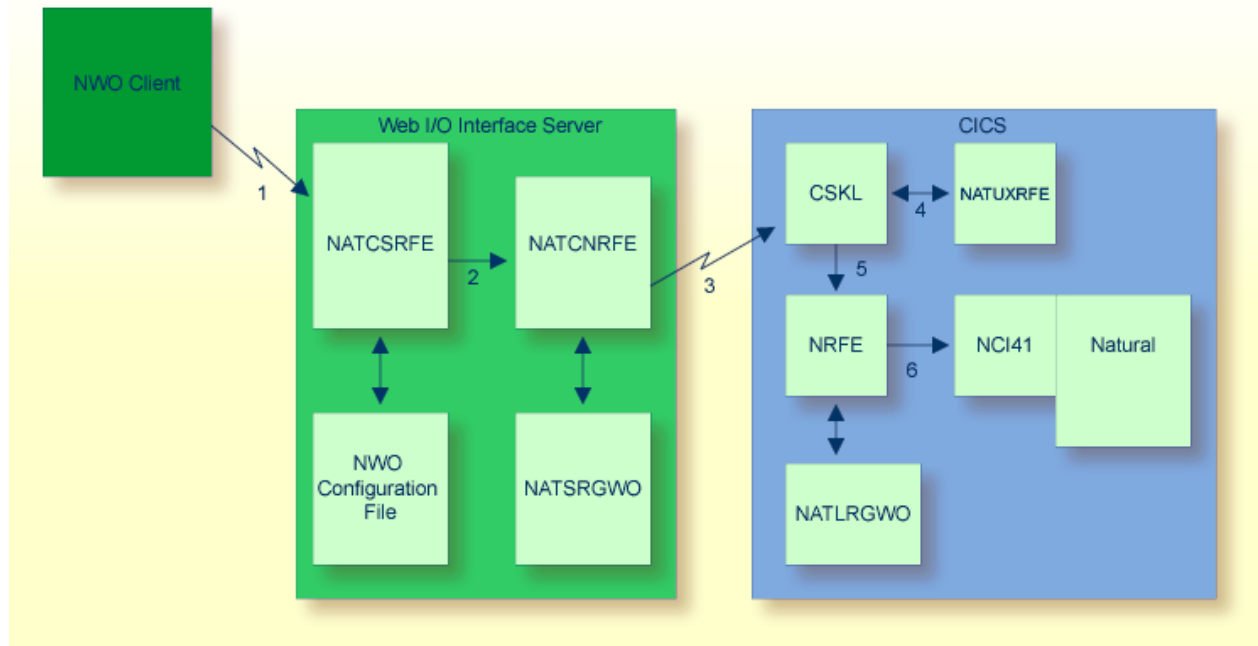 NWO Client
1
Web I/O Interface Server
NATCSRFE
2
NATCNRFE
NWO
Configuration
File
NATSRGWO
3
CICS
CSKL
4
NATUXRFE
5
NRFE
6
NCI41
Natural
NATLRGWO